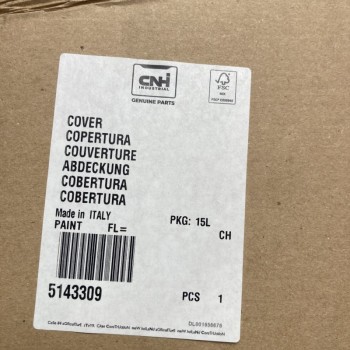 CNH
INDUSTRIAL
GENUINE PARTS
FSC
MIX
COVER
COPERTURA
COUVERTURE
ABDECKUNG
COBERTURA
COBERTURA
Made in ITALY
PKG: 15L
PAINT FL=
CH
5143309
PCS 1